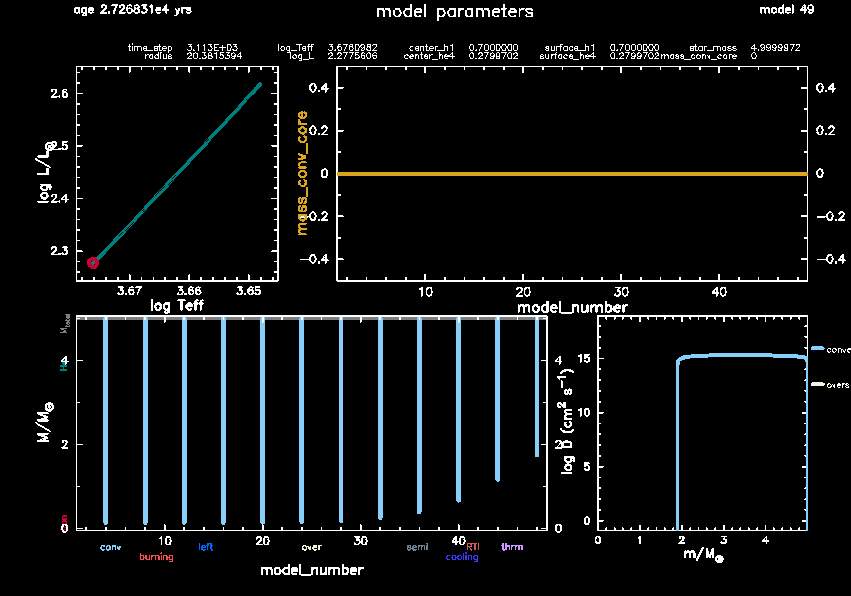 age 2.726831e4 yrs model parameters model 49
time_step 3.113E+03 log_Teff 3.6760982 center_h1 0.7000000 surface_h1 0.7000000 star_mass 4.9999972
radius 20.3815394 log_L 2.2775606 center_he4 0.2799702 surface_he4 0.2799702 mass_conv_core 0
log L/L⊙
2.6
2.5
2.4
2.3
3.67 3.66 3.65
log Teff
mass_conv_core
0.4 0.4
0.2 0.2
0 0
−0.2 −0.2
−0.4 −0.4
10 20 30 40
model_number
M_total
M/M⊙
4 4
2 2
0 0
10 20 30 40
conv left over semi RTI thrm
burning cooling
model_number
log D (cm² s⁻¹)
15
10
5
0
0 1 2 3 4
m/M⊙
conve
overs